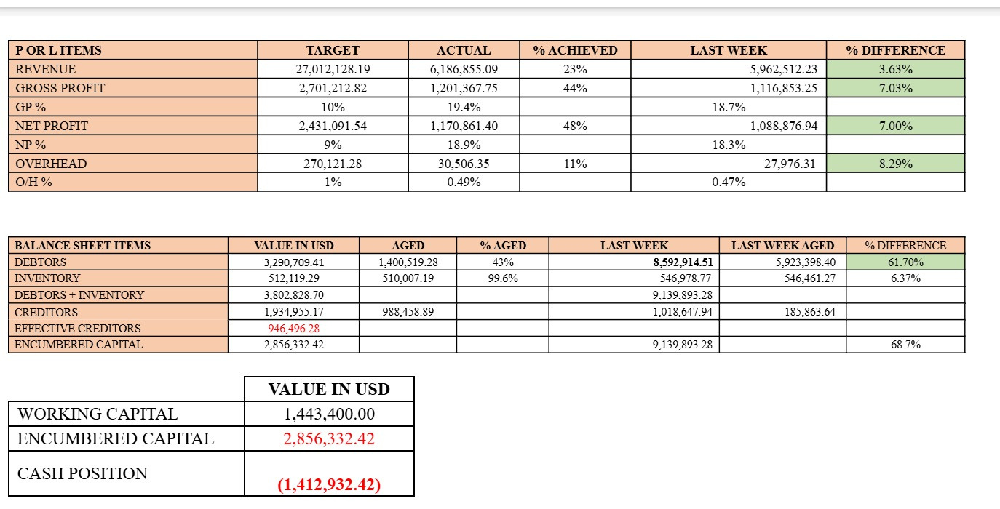 P OR L ITEMS TARGET ACTUAL % ACHIEVED LAST WEEK % DIFFERENCE
REVENUE 27,012,128.19 6,186,855.09 23% 5,962,512.23 3.63%
GROSS PROFIT 2,701,212.82 1,201,367.75 44% 1,116,853.25 7.03%
GP % 10% 19.4% 18.7%
NET PROFIT 2,431,091.54 1,170,861.40 48% 1,088,876.94 7.00%
NP % 9% 18.9% 18.3%
OVERHEAD 270,121.28 30,506.35 11% 27,976.31 8.29%
O/H % 1% 0.49% 0.47%
BALANCE SHEET ITEMS VALUE IN USD AGED % AGED LAST WEEK LAST WEEK AGED % DIFFERENCE
DEBTORS 3,290,709.41 1,400,519.28 43% 8,592,914.51 5,923,398.40 61.70%
INVENTORY 512,119.29 510,007.19 99.6% 546,978.77 546,461.27 6.37%
DEBTORS + INVENTORY 3,802,828.70 9,139,893.28
CREDITORS 1,934,955.17 988,458.89 1,018,647.94 185,863.64
EFFECTIVE CREDITORS 946,496.28
ENCUMBERED CAPITAL 2,856,332.42 9,139,893.28 68.7%
VALUE IN USD
WORKING CAPITAL 1,443,400.00
ENCUMBERED CAPITAL 2,856,332.42
CASH POSITION (1,412,932.42)